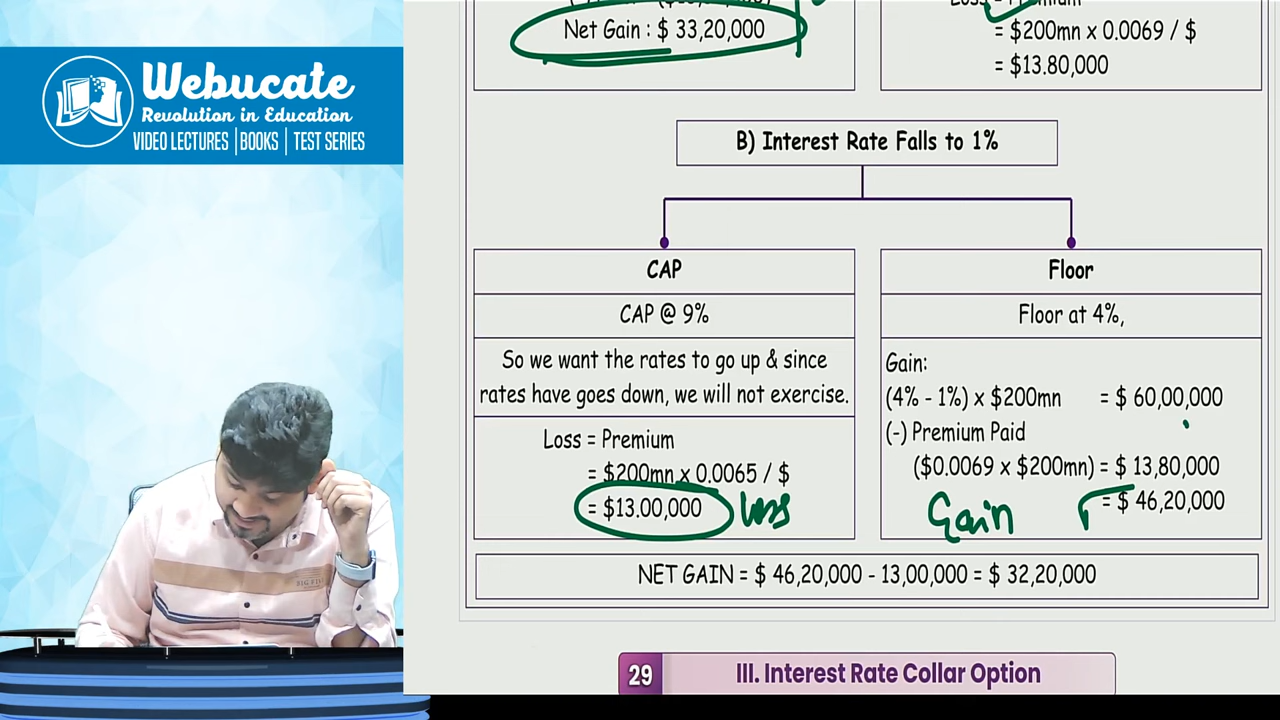 Webucate
Revolution in Education
VIDEO LECTURES | BOOKS | TEST SERIES
Net Gain : $ 33,20,000
= $200mn x 0.0069 / $
= $13.80,000
B) Interest Rate Falls to 1%
CAP
CAP @ 9%
So we want the rates to go up & since
rates have goes down, we will not exercise.
Loss = Premium
= $200mn x 0.0065 / $
= $13.00,000 Loss
Floor
Floor at 4%,
Gain:
(4% - 1%) x $200mn = $ 60,00,000
(-) Premium Paid
($0.0069 x $200mn) = $ 13,80,000
Gain = $ 46,20,000
NET GAIN = $ 46,20,000 - 13,00,000 = $ 32,20,000
29 III. Interest Rate Collar Option